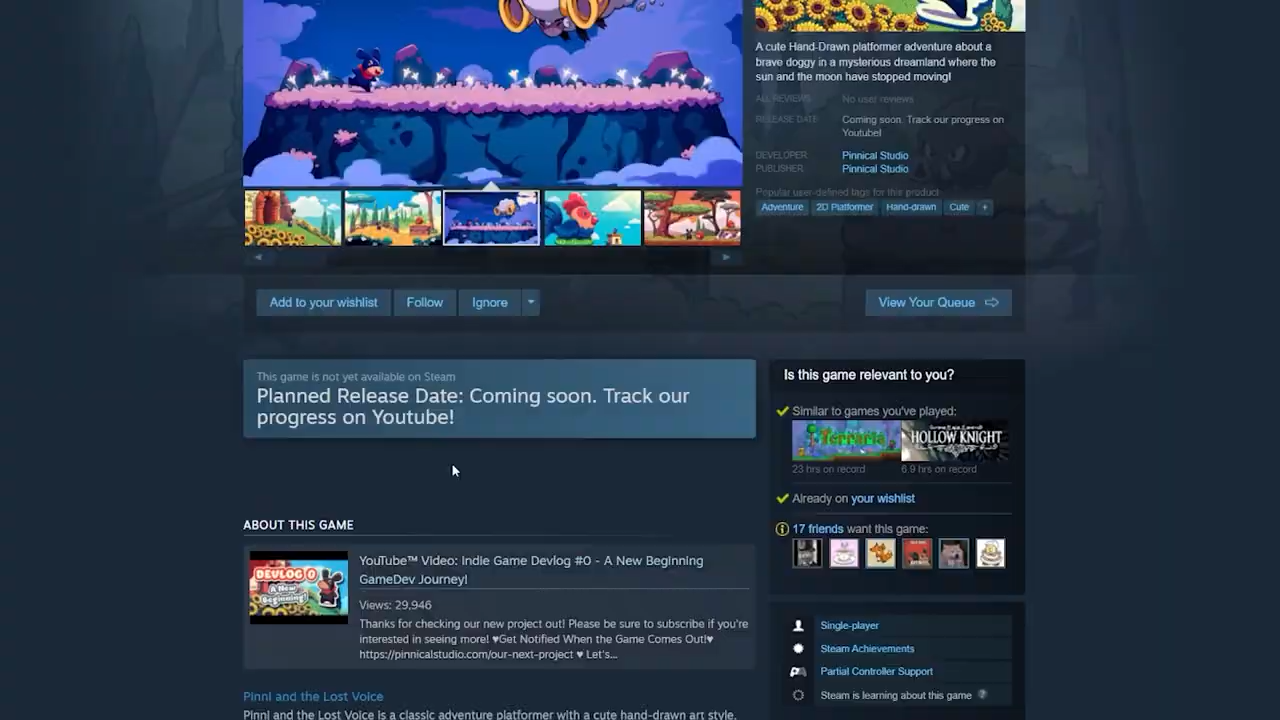 A cute Hand-Drawn platformer adventure about a
brave doggy in a mysterious dreamland where the
sun and the moon have stopped moving!
ALL REVIEWS: No user reviews
RELEASE DATE: Coming soon. Track our progress on
Youtube!
DEVELOPER: Pinnical Studio
PUBLISHER: Pinnical Studio
Popular user-defined tags for this product:
Adventure 2D Platformer Hand-drawn Cute +
Add to your wishlist Follow Ignore View Your Queue
This game is not yet available on Steam
Planned Release Date: Coming soon. Track our
progress on Youtube!
Is this game relevant to you?
Similar to games you've played:
Terraria HOLLOW KNIGHT
23 hrs on record 6.9 hrs on record
Already on your wishlist
17 friends want this game:
ABOUT THIS GAME
DEVLOG 0
A New
Beginning!
YouTube™ Video: Indie Game Devlog #0 - A New Beginning
GameDev Journey!
Views: 29,946
Thanks for checking our new project out! Please be sure to subscribe if you're
interested in seeing more! ♥Get Notified When the Game Comes Out!♥
https://pinnicalstudio.com/our-next-project ♥ Let's...
Single-player
Steam Achievements
Partial Controller Support
Steam is learning about this game ?
Pinni and the Lost Voice
Pinni and the Lost Voice is a classic adventure platformer with a cute hand-drawn art style.